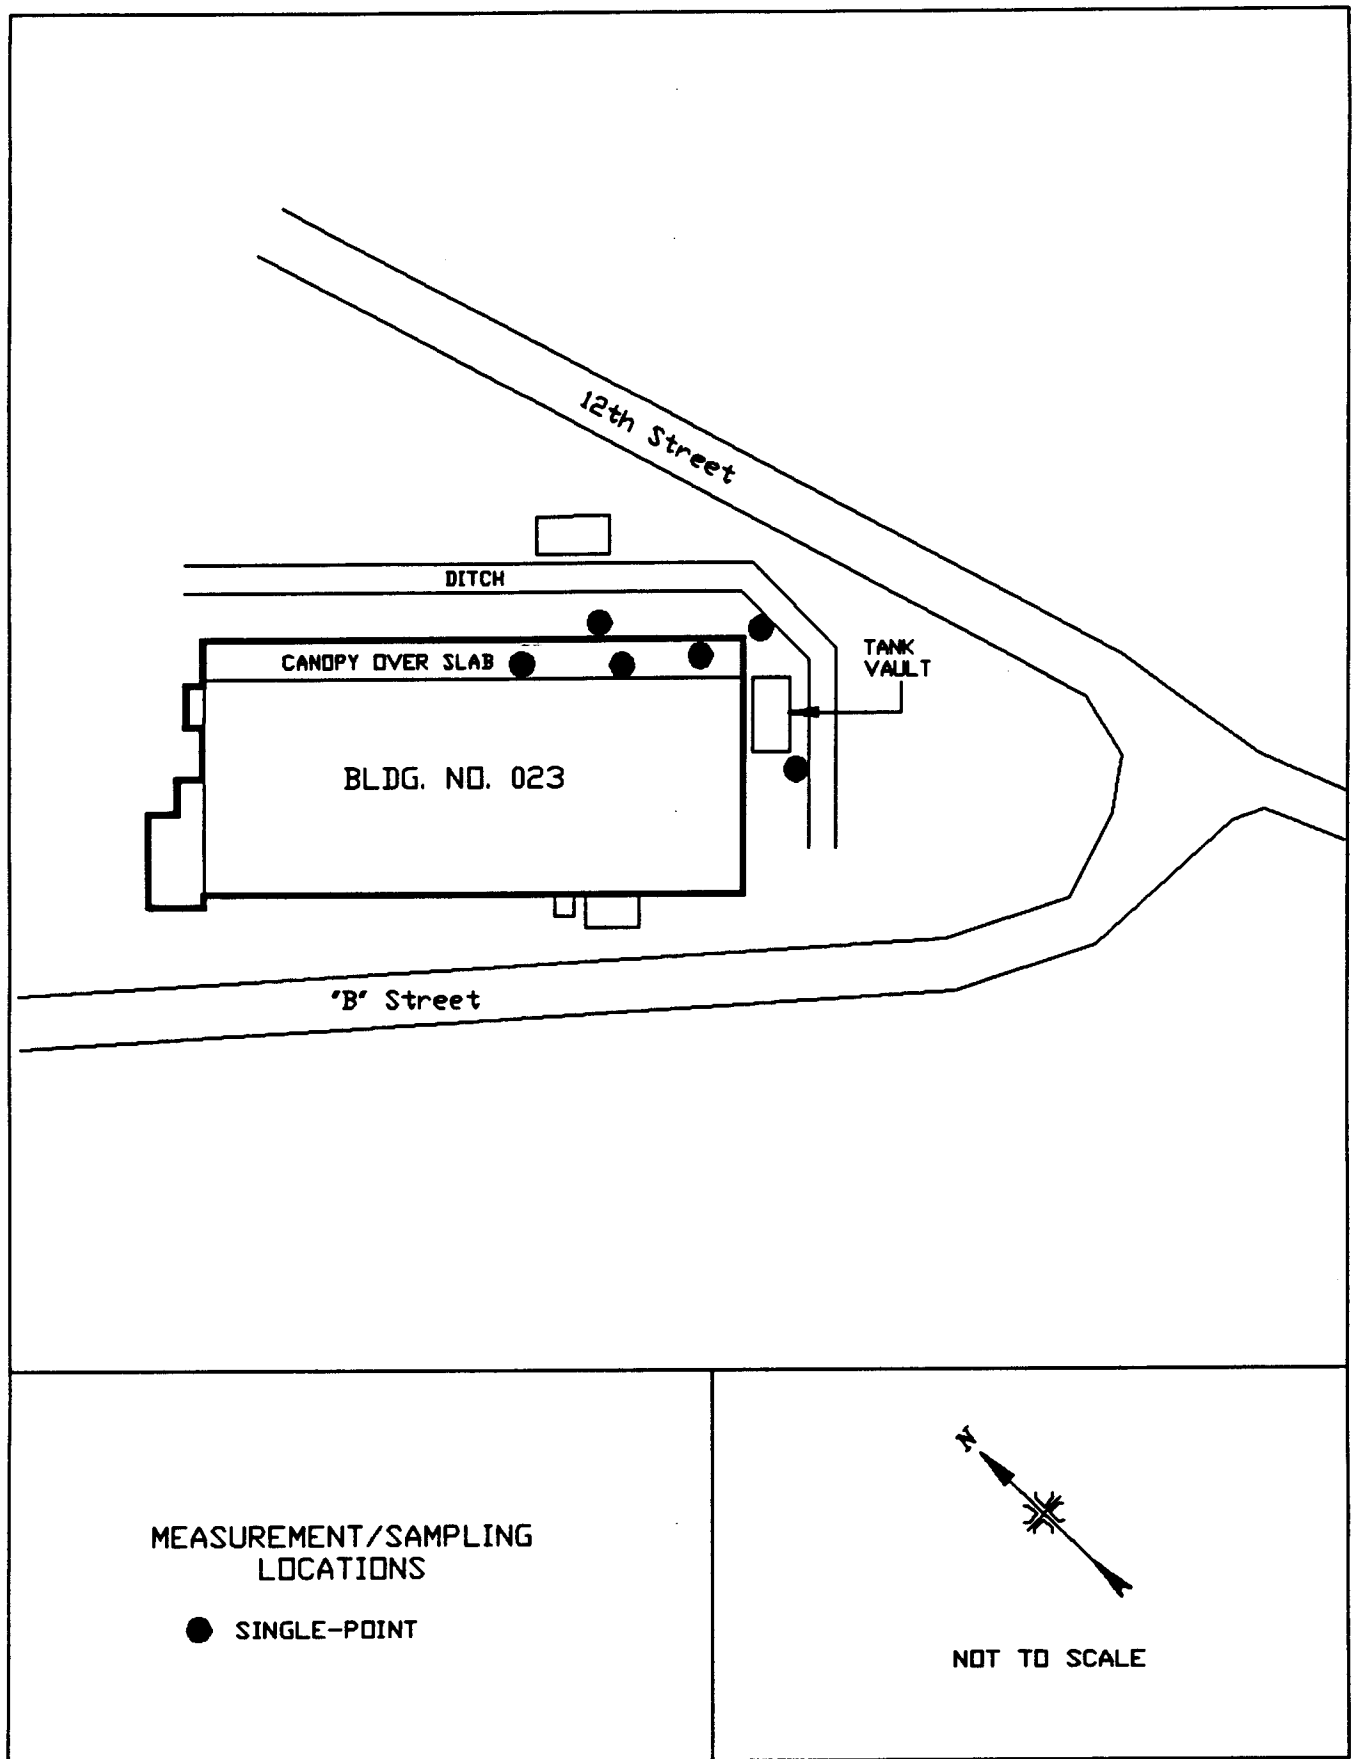 12th Street
DITCH
CANOPY OVER SLAB
TANK
VAULT
BLDG. NO. 023
"B" Street
MEASUREMENT/SAMPLING
LOCATIONS
SINGLE-POINT
N
NOT TO SCALE